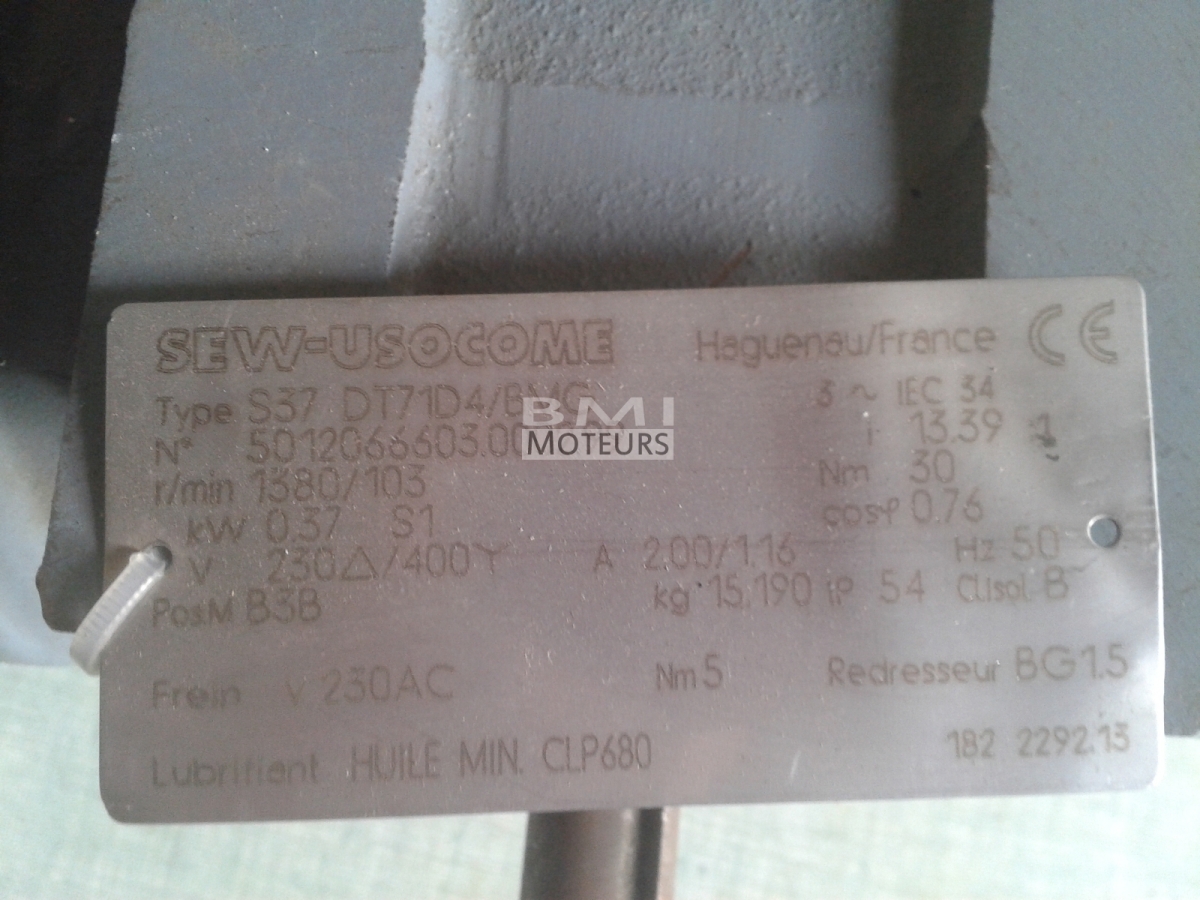 SEW-USOCOME Haguenau/France CE
Type S37 DT71D4/BMG 3 ~ IEC 34
BMI
MOTEURS
N° 5012066603.00 i 13.39 :1
r/min 1380/103 Nm 30
kW 0.37 S1 cosφ 0.76
V 230△/400Y A 2.00/1.16 Hz 50
Pos.M B3B kg 15.190 IP 54 Cl.Isol B
Frein V 230AC Nm 5 Redresseur BG1.5
Lubrifiant HUILE MIN. CLP680 182 2292.13